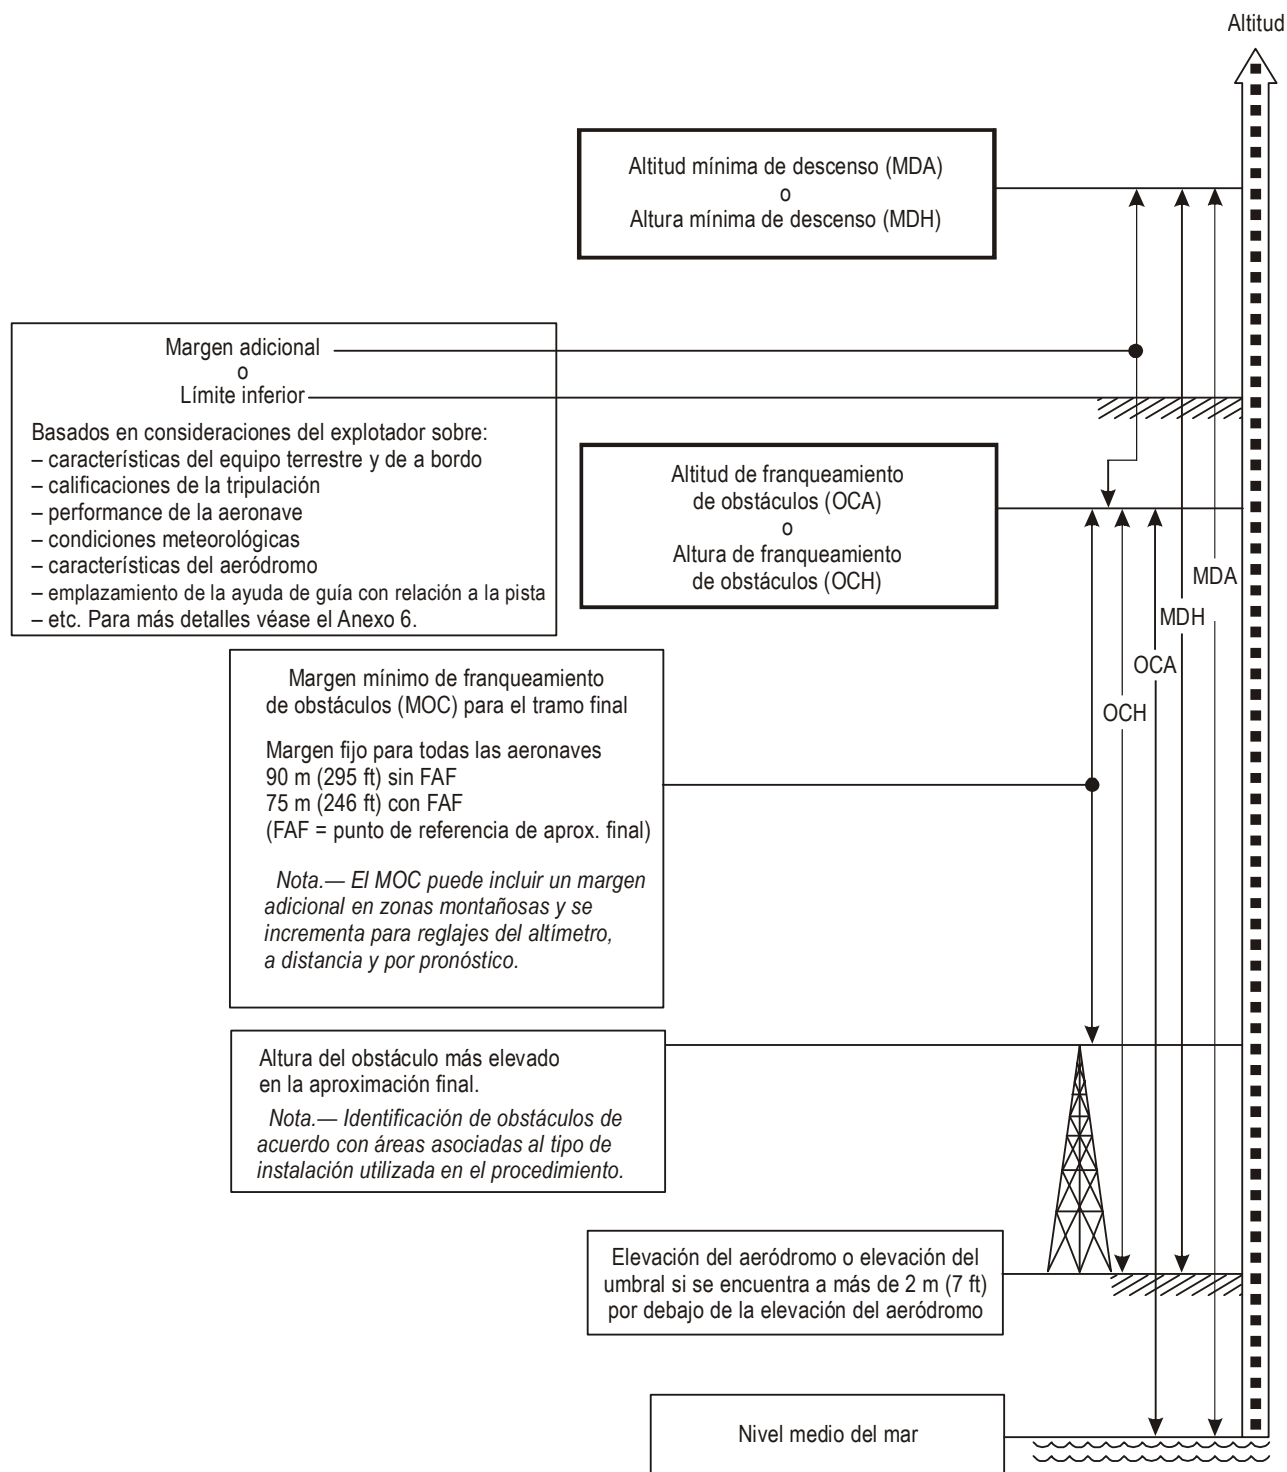 Altitud
Altitud mínima de descenso (MDA)
o
Altura mínima de descenso (MDH)
Margen adicional
o
Límite inferior
Basados en consideraciones del explotador sobre:
– características del equipo terrestre y de a bordo
– calificaciones de la tripulación
– performance de la aeronave
– condiciones meteorológicas
– características del aeródromo
– emplazamiento de la ayuda de guía con relación a la pista
– etc. Para más detalles véase el Anexo 6.
Altitud de franqueamiento
de obstáculos (OCA)
o
Altura de franqueamiento
de obstáculos (OCH)
MDA
MDH
OCA
OCH
Margen mínimo de franqueamiento
de obstáculos (MOC) para el tramo final
Margen fijo para todas las aeronaves
90 m (295 ft) sin FAF
75 m (246 ft) con FAF
(FAF = punto de referencia de aprox. final)
Nota.— El MOC puede incluir un margen
adicional en zonas montañosas y se
incrementa para reglajes del altímetro,
a distancia y por pronóstico.
Altura del obstáculo más elevado
en la aproximación final.
Nota.— Identificación de obstáculos de
acuerdo con áreas asociadas al tipo de
instalación utilizada en el procedimiento.
Elevación del aeródromo o elevación del
umbral si se encuentra a más de 2 m (7 ft)
por debajo de la elevación del aeródromo
Nivel medio del mar